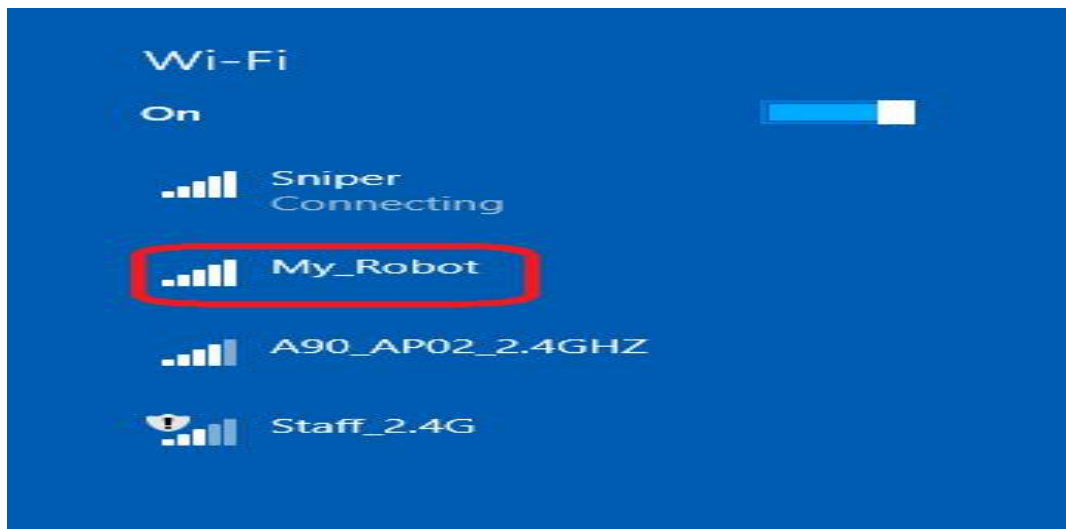 Wi-Fi
On
Sniper
Connecting
My_Robot
A90_AP02_2.4GHZ
Staff_2.4G